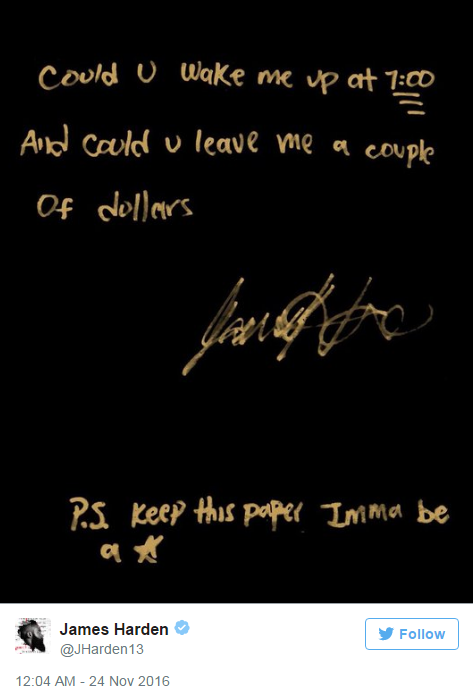 Could U wake me up at 7:00
And could u leave me a couple
Of dollars
P.S. keep this paper Imma be
a ★
James Harden
@JHarden13
Follow
12:04 AM - 24 Nov 2016